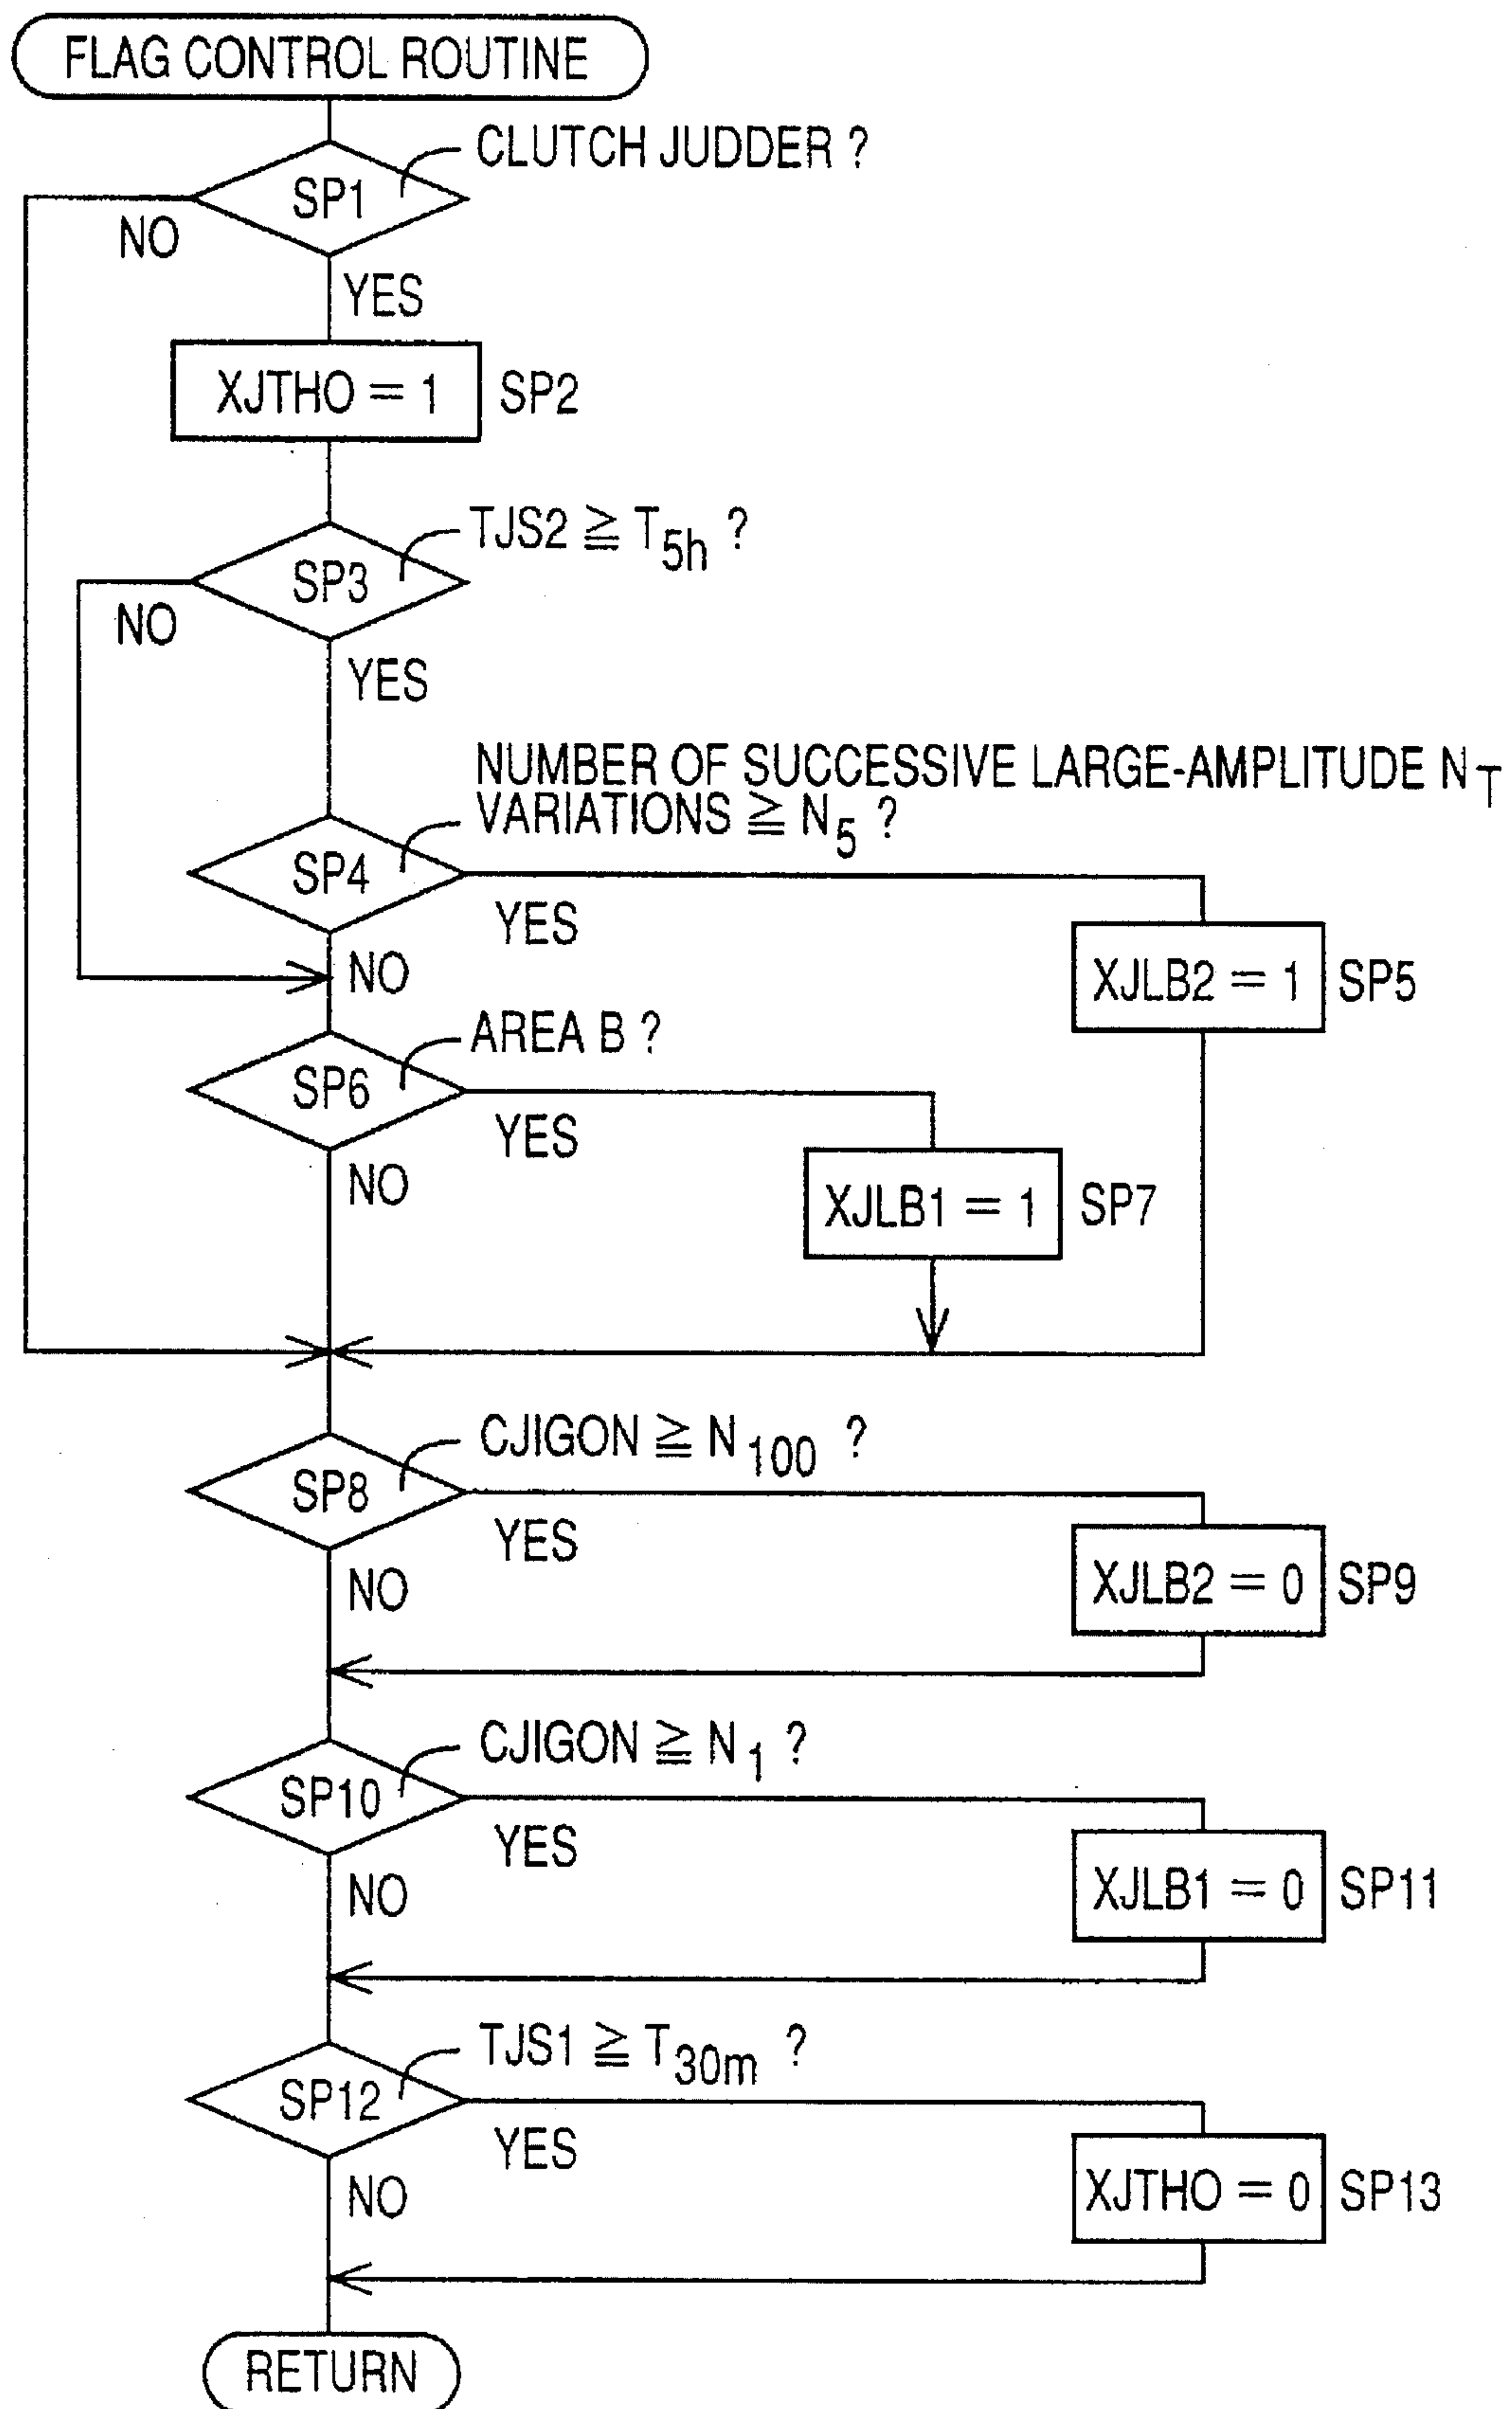 FLAG CONTROL ROUTINE
CLUTCH JUDDER ?
SP1
NO
YES
XJTHO = 1
SP2
TJS2 ≧ T5h ?
SP3
NO
YES
NUMBER OF SUCCESSIVE LARGE-AMPLITUDE NT
VARIATIONS ≧ N5 ?
SP4
YES
NO
XJLB2 = 1
SP5
AREA B ?
SP6
YES
NO
XJLB1 = 1
SP7
CJIGON ≧ N100 ?
SP8
YES
NO
XJLB2 = 0
SP9
CJIGON ≧ N1 ?
SP10
YES
NO
XJLB1 = 0
SP11
TJS1 ≧ T30m ?
SP12
YES
NO
XJTHO = 0
SP13
RETURN